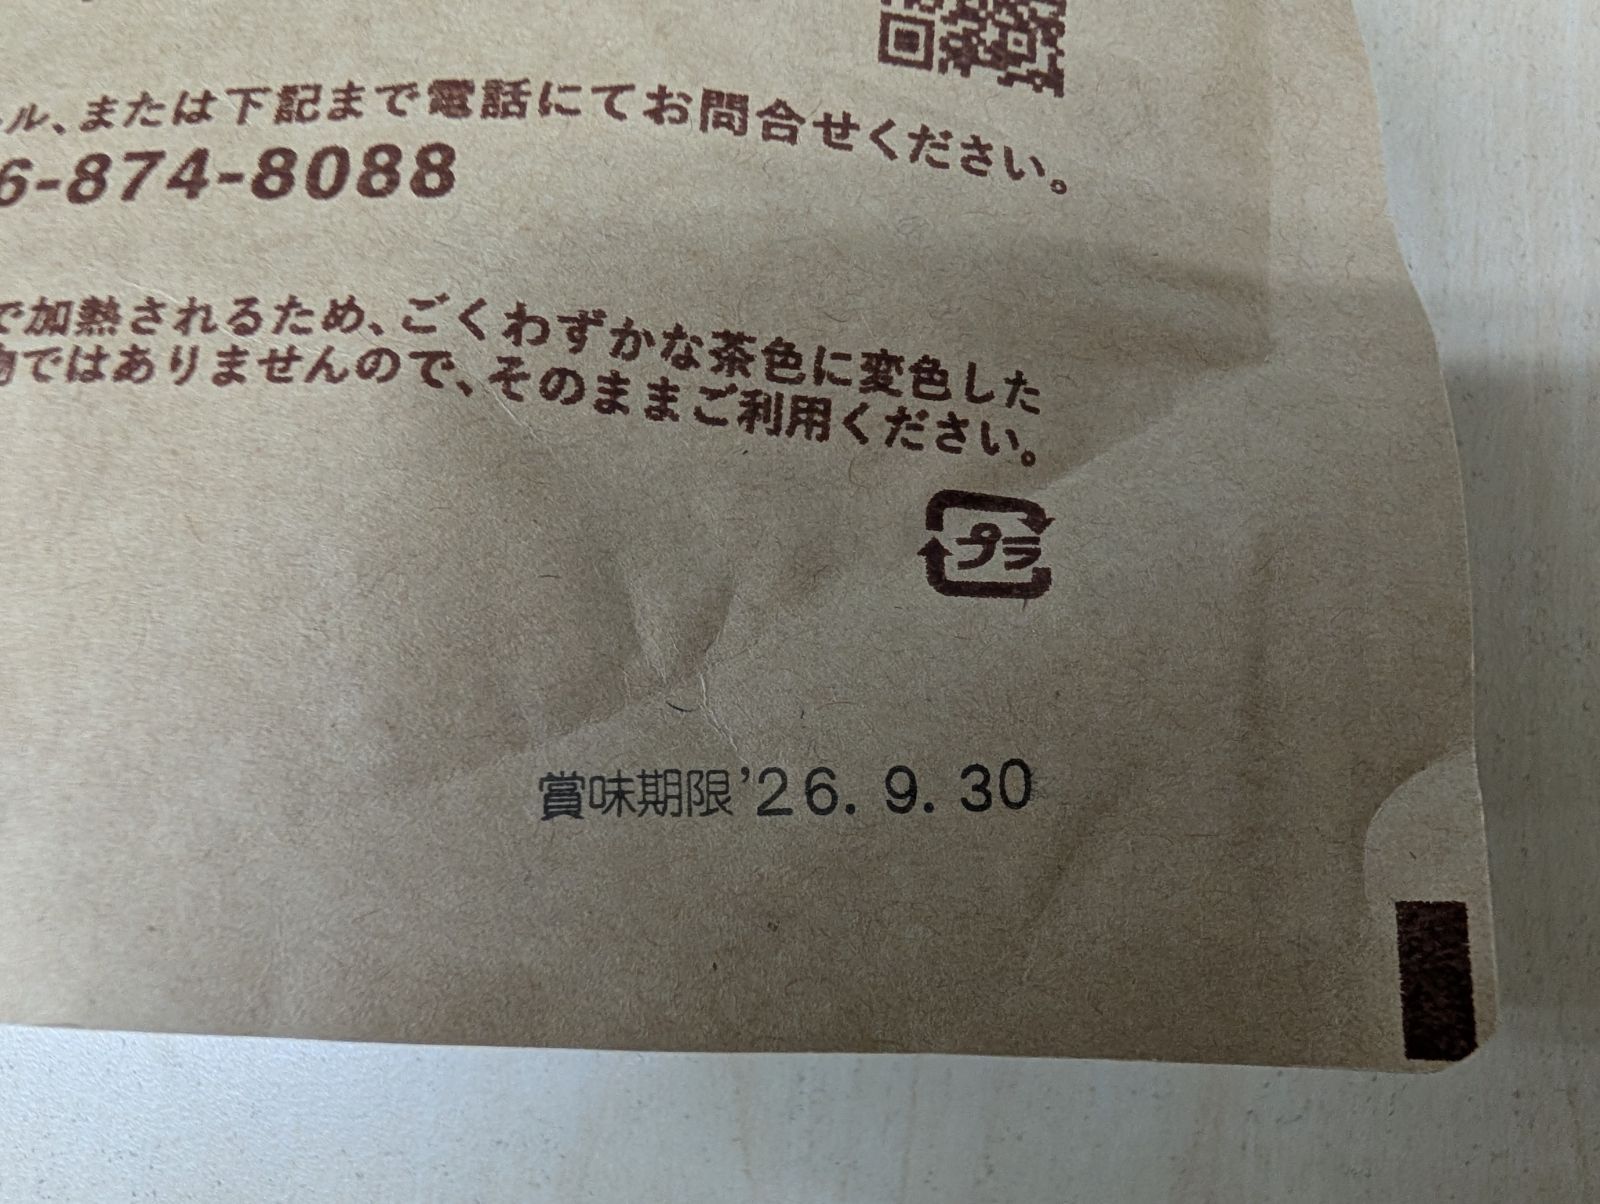 ル、または下記まで電話にてお問合せください。
6-874-8088
で加熱されるため、ごくわずかな茶色に変色した
物ではありませんので、そのままご利用ください。
プラ
賞味期限'26. 9. 30